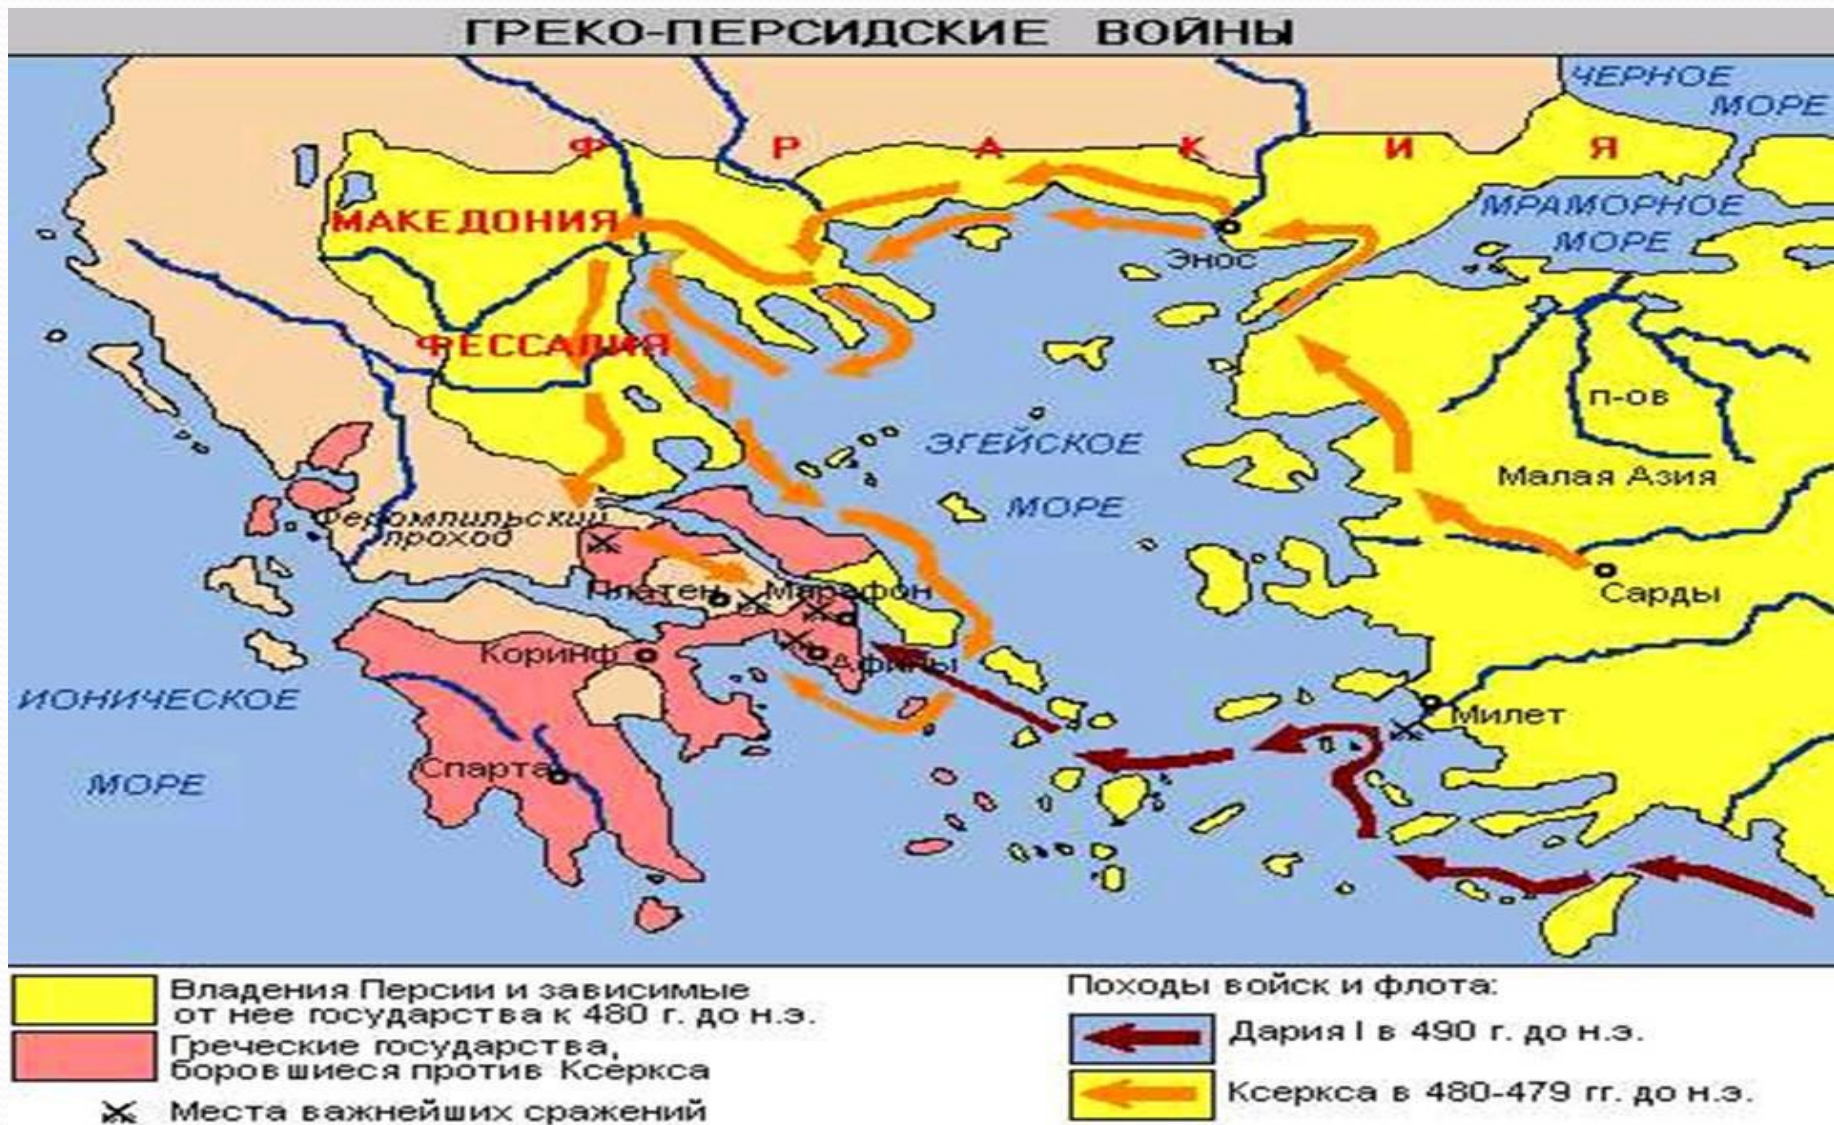 ГРЕКО-ПЕРСИДСКИЕ ВОЙНЫ
ЧЕРНОЕ
МОРЕ
Ф Р А К И Я
МАКЕДОНИЯ
МРАМОРНОЕ
МОРЕ
Энос
ФЕССАЛИЯ
п-ов
Малая Азия
ЭГЕЙСКОЕ
МОРЕ
Феромпильский
проход
Платеи
Марафон
Сарды
Коринф
Афины
ИОНИЧЕСКОЕ
МОРЕ
Милет
Спарта
Владения Персии и зависимые
от нее государства к 480 г. до н.э.
Греческие государства,
боровшиеся против Ксеркса
Места важнейших сражений
Походы войск и флота:
Дария I в 490 г. до н.э.
Ксеркса в 480-479 гг. до н.э.